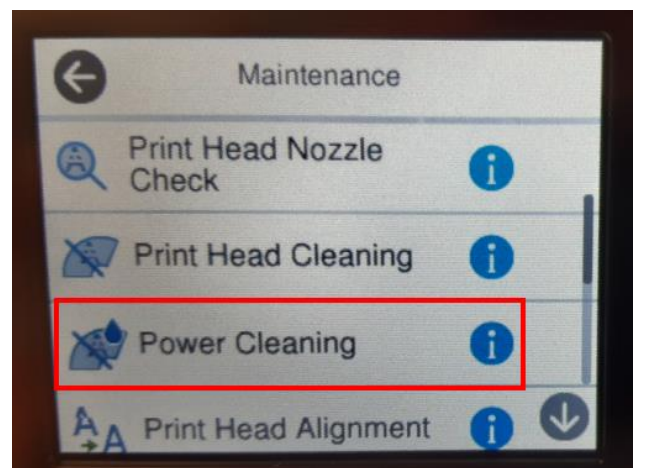 Maintenance
Print Head Nozzle
Check
Print Head Cleaning
Power Cleaning
Print Head Alignment